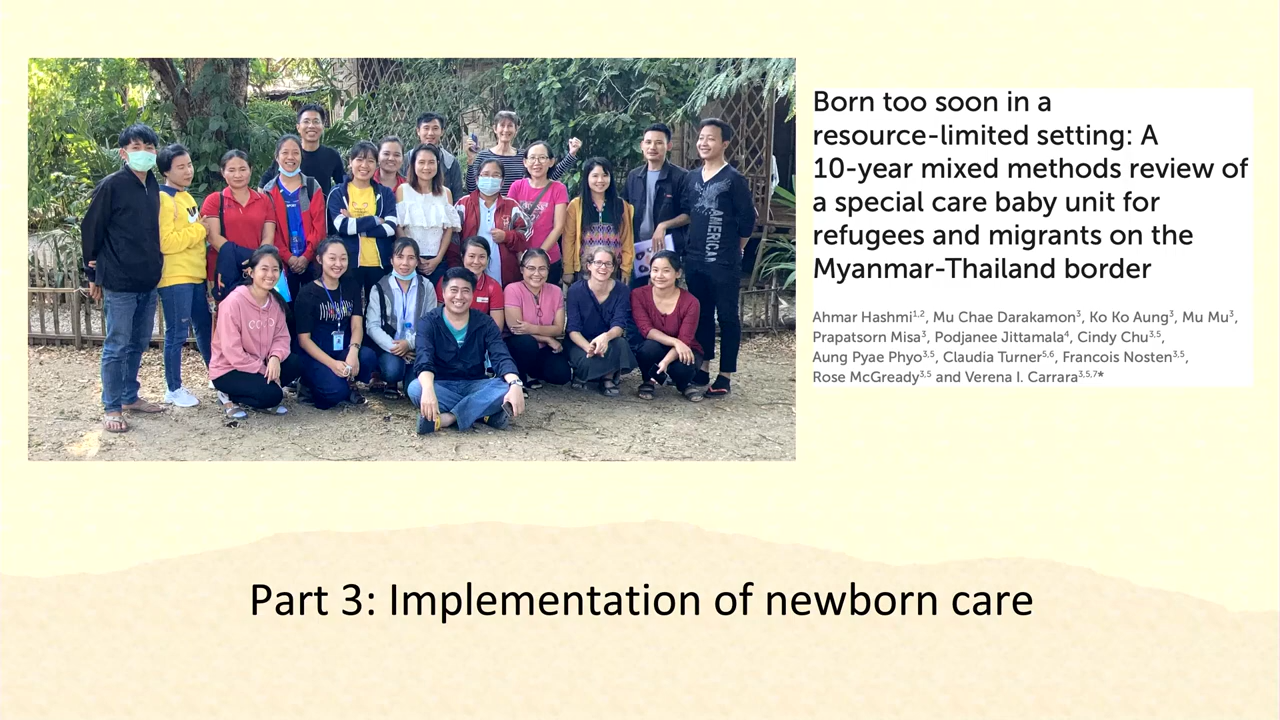 Born too soon in a
resource-limited setting: A
10-year mixed methods review of
a special care baby unit for
refugees and migrants on the
Myanmar-Thailand border
Ahmar Hashmi1,2, Mu Chae Darakamon3, Ko Ko Aung3, Mu Mu3,
Prapatsorn Misa3, Podjanee Jittamala4, Cindy Chu3,5,
Aung Pyae Phyo3,5, Claudia Turner5,6, Francois Nosten3,5,
Rose McGready3,5 and Verena I. Carrara3,5,7*
AMERICAN
Part 3: Implementation of newborn care